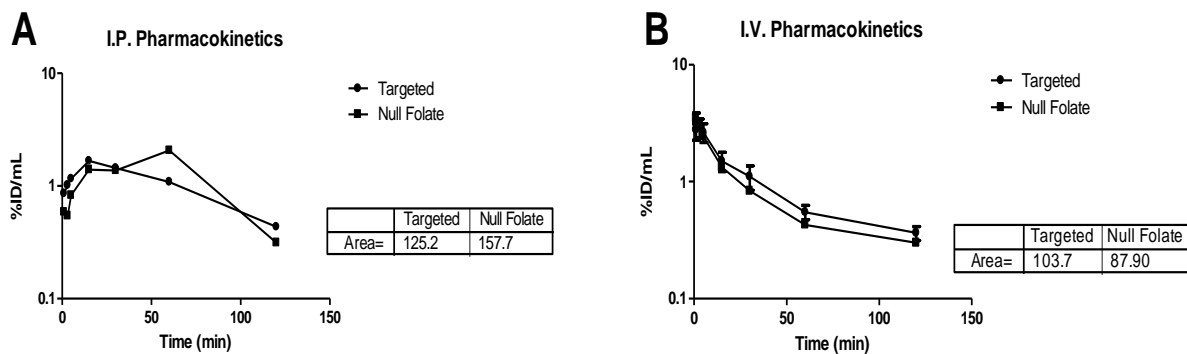 A
I.P. Pharmacokinetics
Targeted
Null Folate
10
1
0.1
%ID/mL
0
50
100
150
Time (min)
Targeted Null Folate
Area= 125.2 157.7
B
I.V. Pharmacokinetics
Targeted
Null Folate
10
1
0.1
%ID/mL
0
50
100
150
Time (min)
Targeted Null Folate
Area= 103.7 87.90